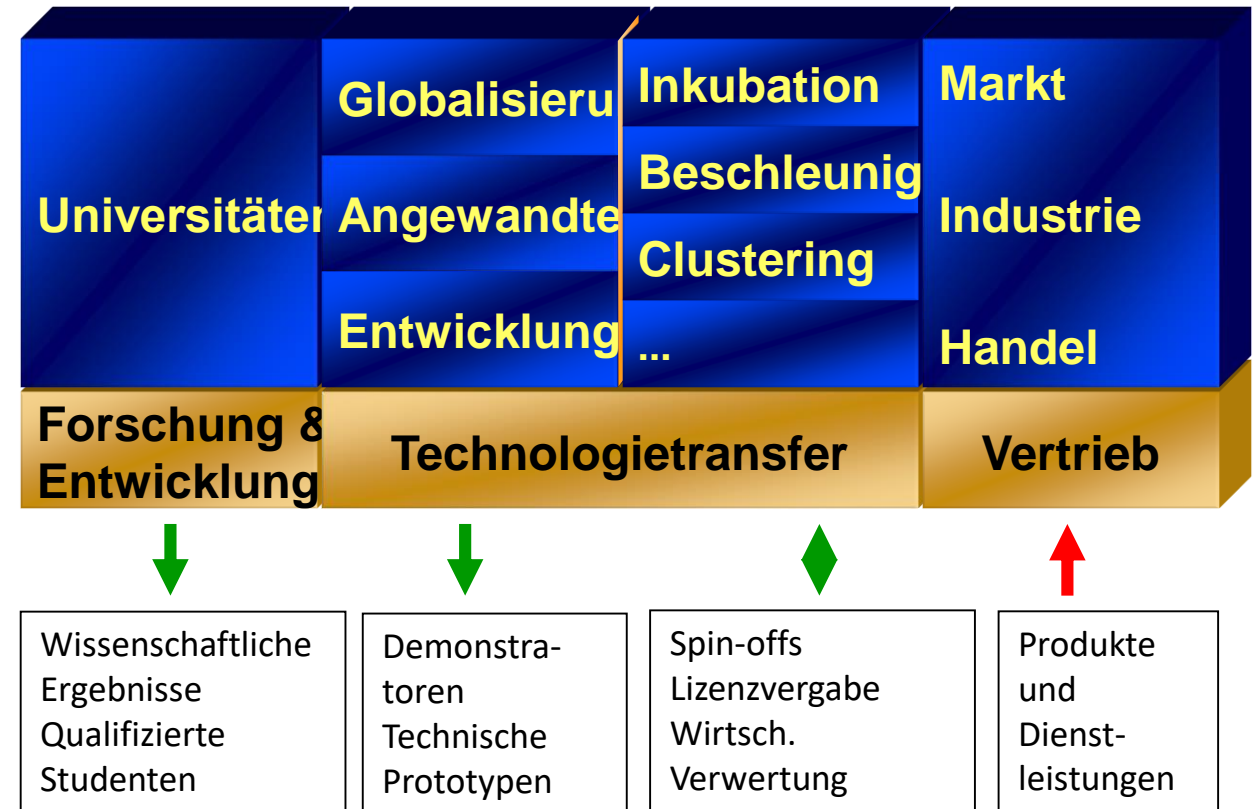 Universitäten
Globalisieru
Angewandte
Entwicklung
Inkubation
Beschleunig
Clustering
...
Markt
Industrie
Handel
Forschung &
Entwicklung
Technologietransfer
Vertrieb
Wissenschaftliche
Ergebnisse
Qualifizierte
Studenten
Demonstra-
toren
Technische
Prototypen
Spin-offs
Lizenzvergabe
Wirtsch.
Verwertung
Produkte
und
Dienst-
leistungen